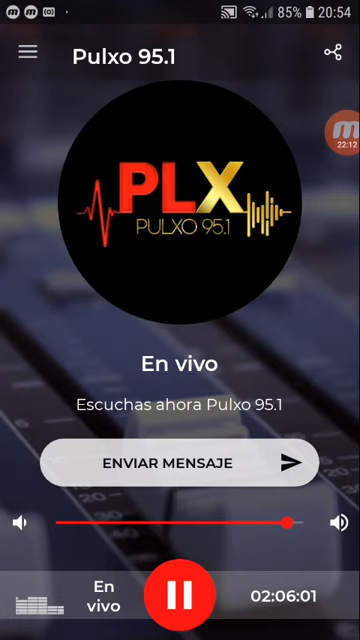 85% 20:54
Pulxo 95.1
22:12
PLX
PULXO 95.1
En vivo
Escuchas ahora Pulxo 95.1
ENVIAR MENSAJE
En
vivo
02:06:01